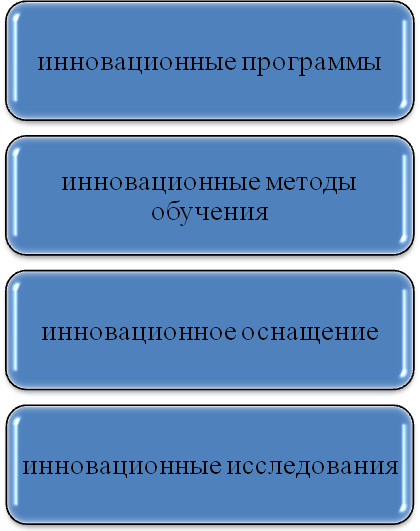 инновационные программы
инновационные методы
обучения
инновационное оснащение
инновационные исследования